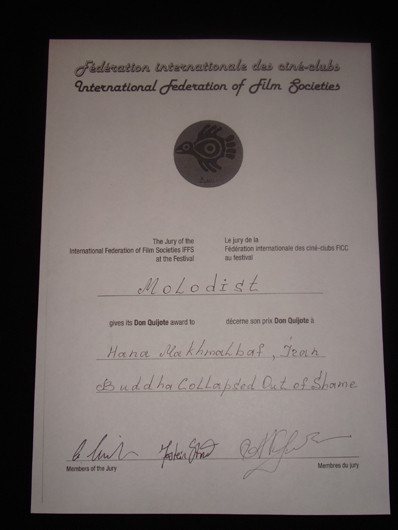 Fédération internationale des ciné-clubs
International Federation of Film Societies
The Jury of the
International Federation of Film Societies IFFS
at the Festival
Le jury de la
Fédération internationale des ciné-clubs FICC
au festival
Molodist
gives its Don Quijote award to
décerne son prix Don Quijote à
Hana Makhmalbaf, Iran
Buddha Collapsed Out of Shame
Members of the Jury
Membres du jury